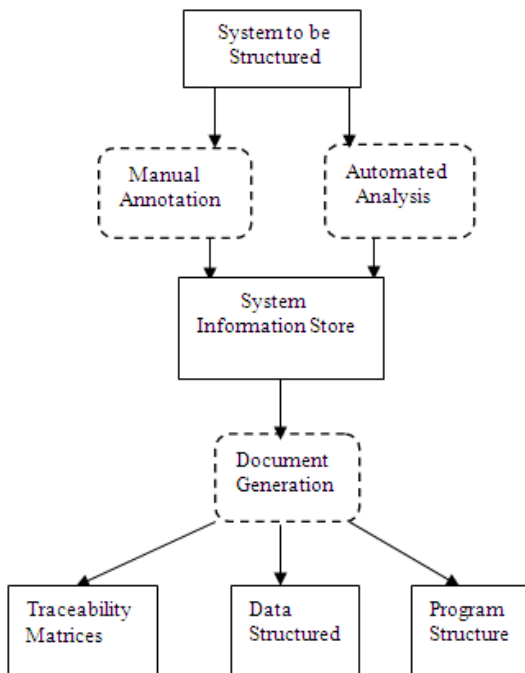 System to be
Structured
Manual
Annotation
Automated
Analysis
System
Information Store
Document
Generation
Traceability
Matrices
Data
Structured
Program
Structure